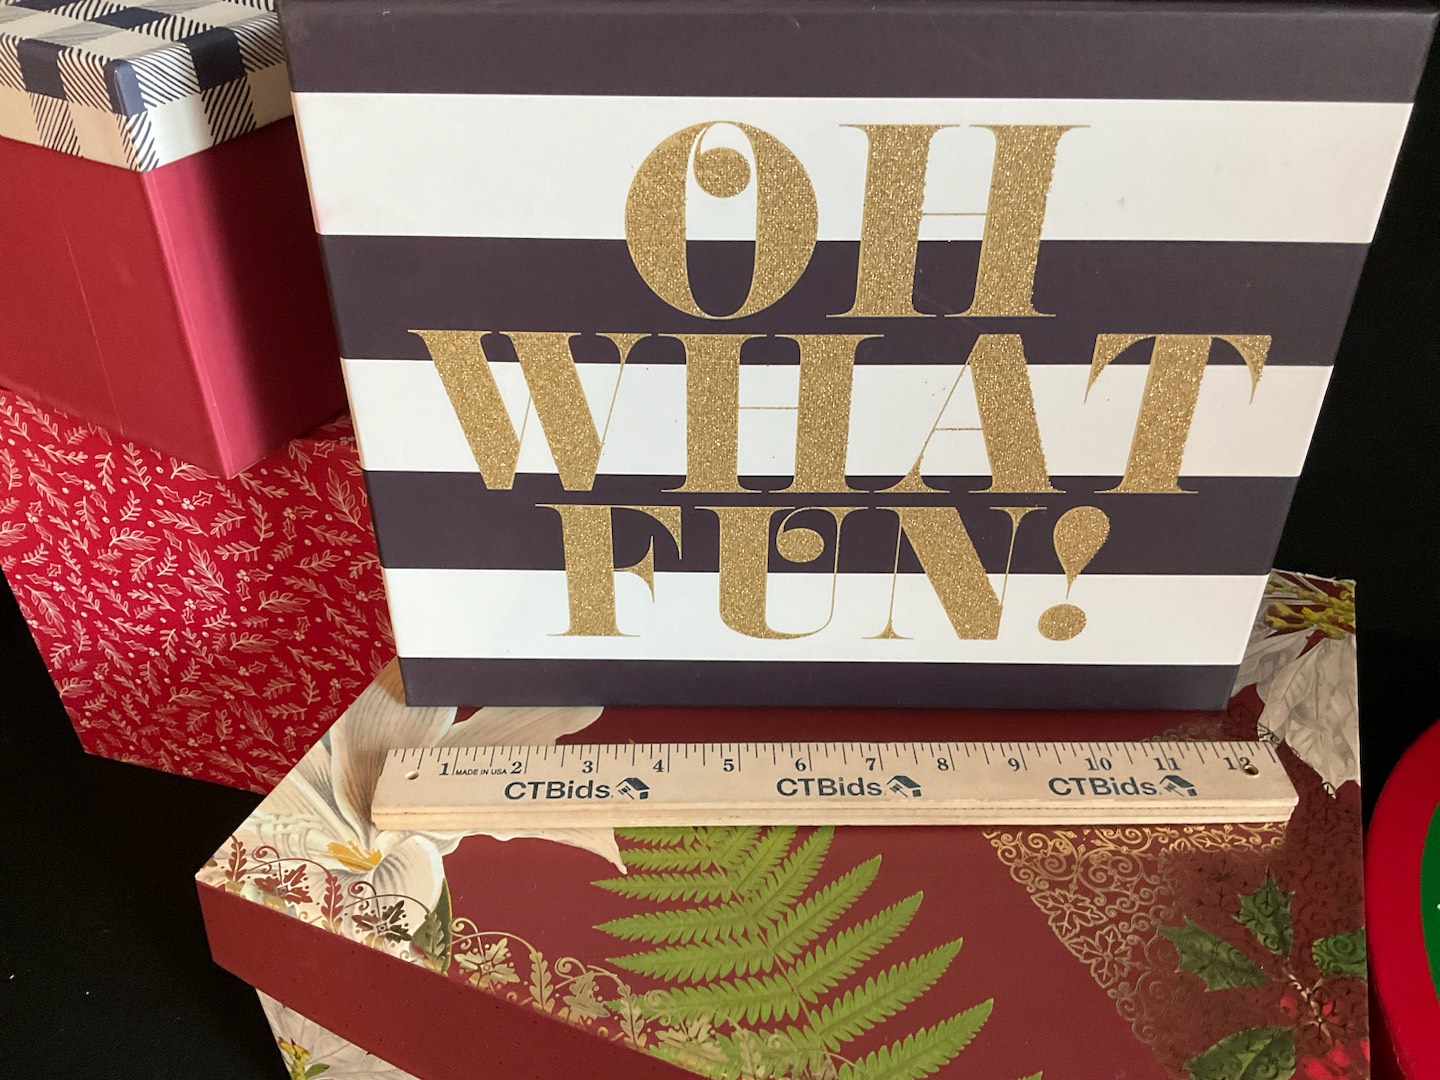 OH
WHAT
FUN!
1 MADE IN USA 2 3 4 5 6 7 8 9 10 11 12
CTBids CTBids CTBids